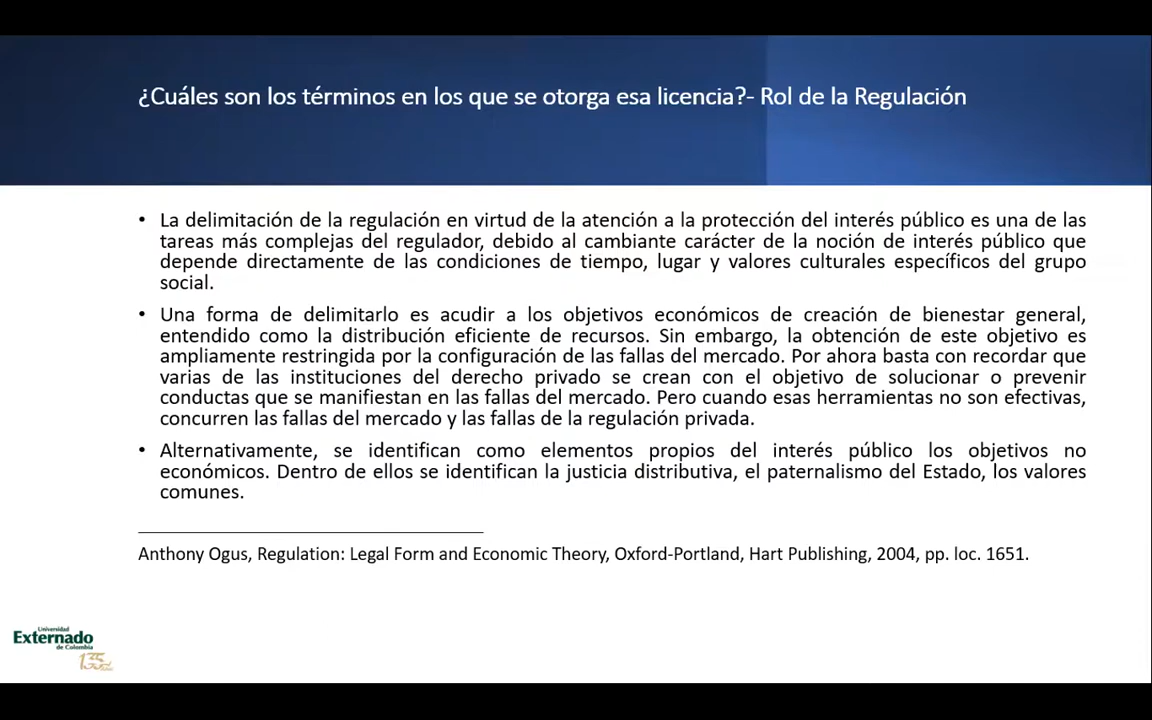 ¿Cuáles son los términos en los que se otorga esa licencia?- Rol de la Regulación
• La delimitación de la regulación en virtud de la atención a la protección del interés público es una de las
tareas más complejas del regulador, debido al cambiante carácter de la noción de interés público que
depende directamente de las condiciones de tiempo, lugar y valores culturales específicos del grupo
social.
• Una forma de delimitarlo es acudir a los objetivos económicos de creación de bienestar general,
entendido como la distribución eficiente de recursos. Sin embargo, la obtención de este objetivo es
ampliamente restringida por la configuración de las fallas del mercado. Por ahora basta con recordar que
varias de las instituciones del derecho privado se crean con el objetivo de solucionar o prevenir
conductas que se manifiestan en las fallas del mercado. Pero cuando esas herramientas no son efectivas,
concurren las fallas del mercado y las fallas de la regulación privada.
• Alternativamente, se identifican como elementos propios del interés público los objetivos no
económicos. Dentro de ellos se identifican la justicia distributiva, el paternalismo del Estado, los valores
comunes.
Anthony Ogus, Regulation: Legal Form and Economic Theory, Oxford-Portland, Hart Publishing, 2004, pp. loc. 1651.
Universidad
Externado
de Colombia
135